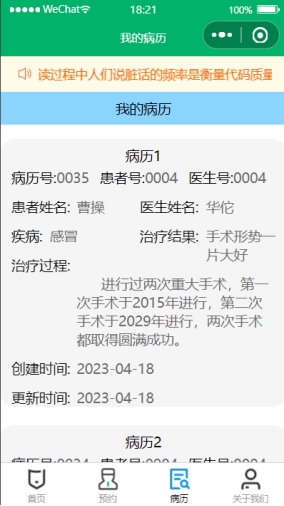 WeChat 18:21 100%
我的病历
读过程中人们说脏话的频率是衡量代码质量
我的病历
病历1
病历号:0035 患者号:0004 医生号:0004
患者姓名: 曹操 医生姓名: 华佗
疾病: 感冒 治疗结果: 手术形势一
片大好
治疗过程:
进行过两次重大手术，第一
次手术于2015年进行，第二次
手术于2029年进行，两次手术
都取得圆满成功。
创建时间: 2023-04-18
更新时间: 2023-04-18
病历2
首页 预约 病历 关于我们